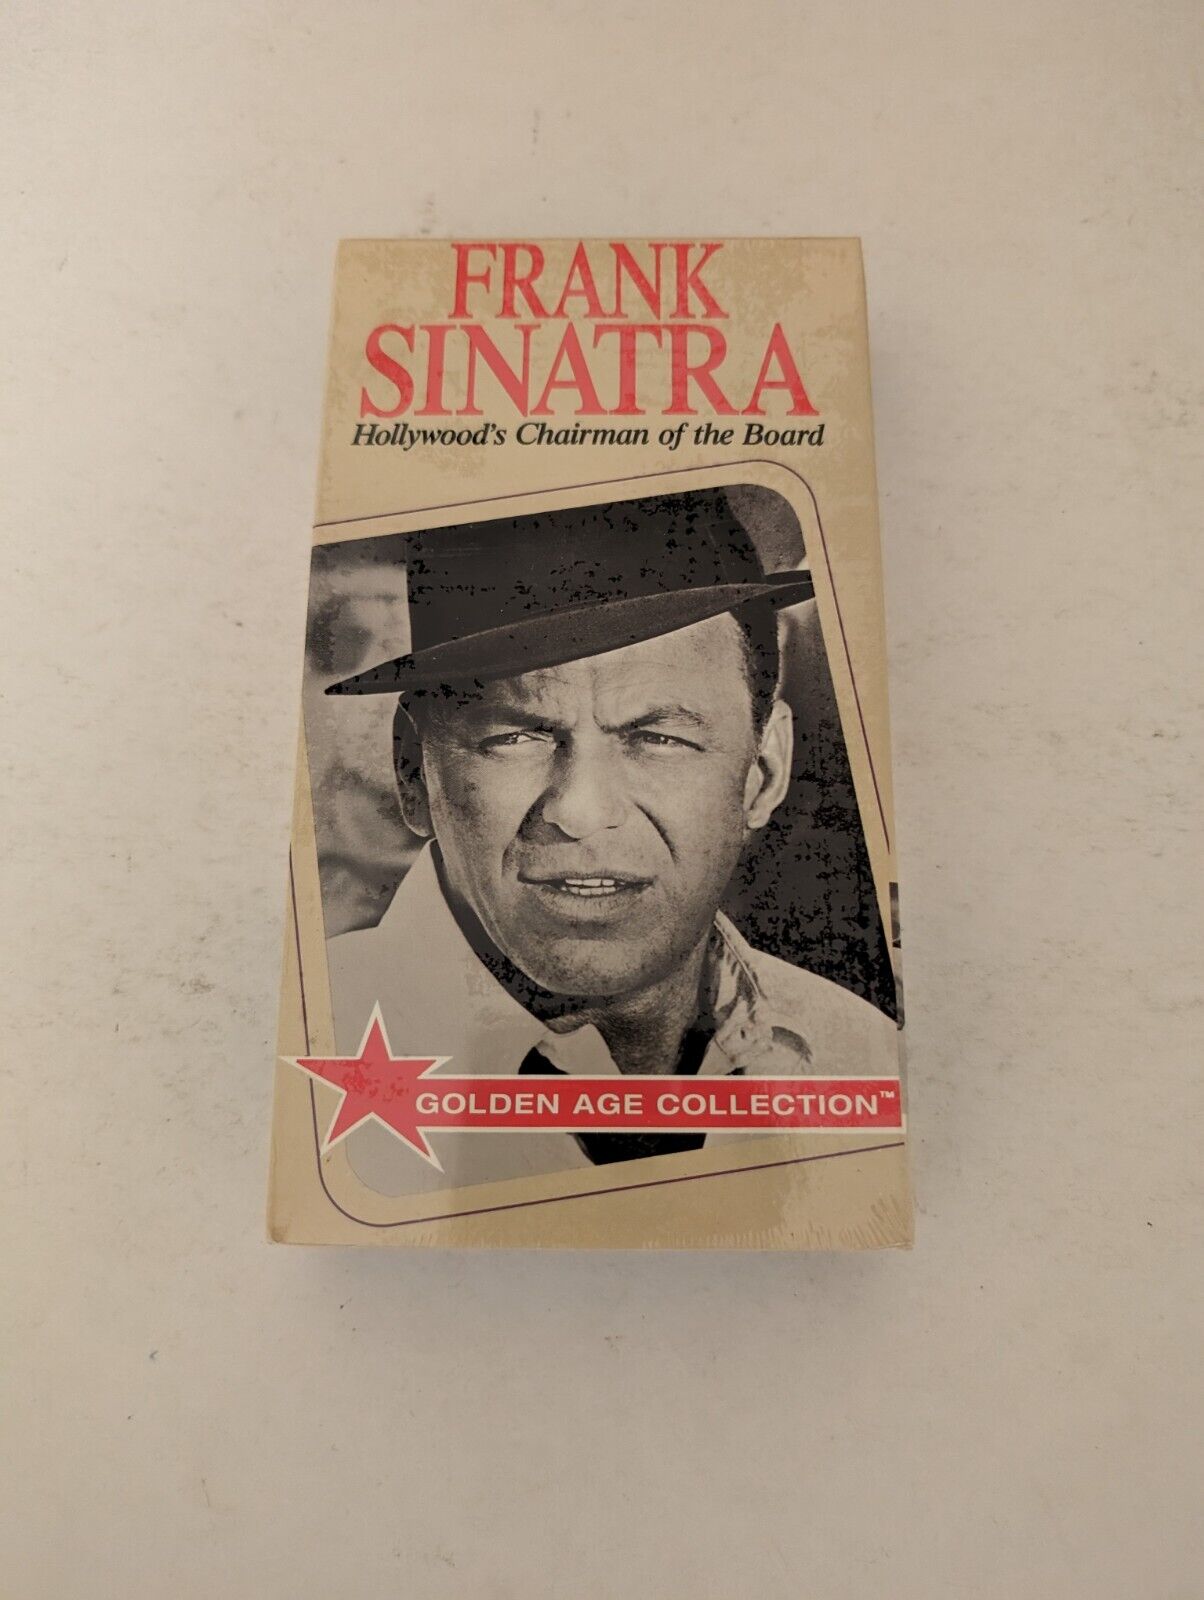 FRANK
SINATRA
Hollywood's Chairman of the Board
GOLDEN AGE COLLECTION™